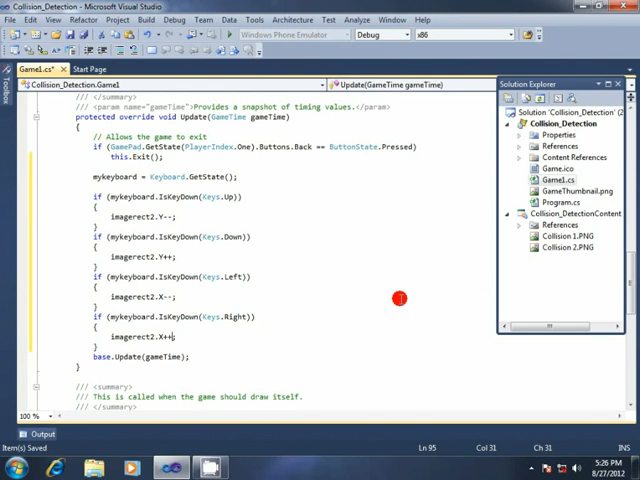 Collision_Detection - Microsoft Visual Studio
File Edit View Refactor Project Build Debug Team Data Tools Architecture Test Analyze Window Help
Windows Phone Emulator Debug x86
Game1.cs* Start Page
Collision_Detection.Game1 Update(GameTime gameTime)
Toolbox
/// </summary>
/// <param name="gameTime">Provides a snapshot of timing values.</param>
protected override void Update(GameTime gameTime)
{
// Allows the game to exit
if (GamePad.GetState(PlayerIndex.One).Buttons.Back == ButtonState.Pressed)
this.Exit();
mykeyboard = Keyboard.GetState();
if (mykeyboard.IsKeyDown(Keys.Up))
{
imagerect2.Y--;
}
if (mykeyboard.IsKeyDown(Keys.Down))
{
imagerect2.Y++;
}
if (mykeyboard.IsKeyDown(Keys.Left))
{
imagerect2.X--;
}
if (mykeyboard.IsKeyDown(Keys.Right))
{
imagerect2.X++;
}
base.Update(gameTime);
}
/// <summary>
/// This is called when the game should draw itself.
/// </summary>
100 %
Solution Explorer
Solution 'Collision_Detection' (2
Collision_Detection
Properties
References
Content References
Game.ico
Game1.cs
GameThumbnail.png
Program.cs
Collision_DetectionContent
References
Collision 1.PNG
Collision 2.PNG
Output
Item(s) Saved Ln 95 Col 31 Ch 31 INS
5:26 PM
8/27/2012